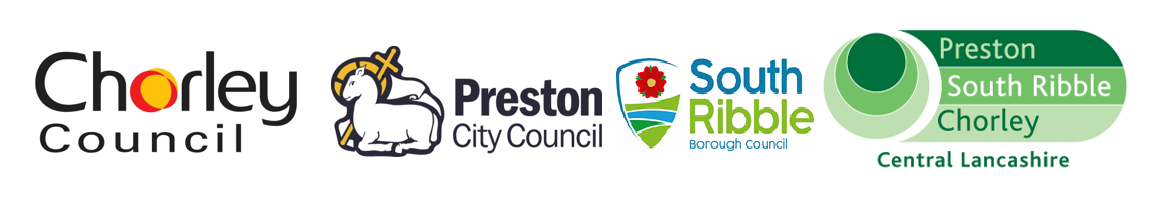 Chorley
Council
Preston
City Council
South
Ribble
Borough Council
Preston
South Ribble
Chorley
Central Lancashire